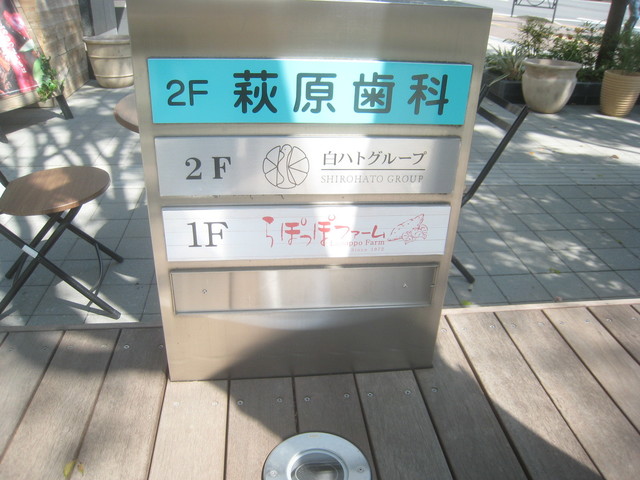 2F 萩原歯科
2F 白ハトグループ
SHIROHATO GROUP
1F らぽっぽファーム
Farm